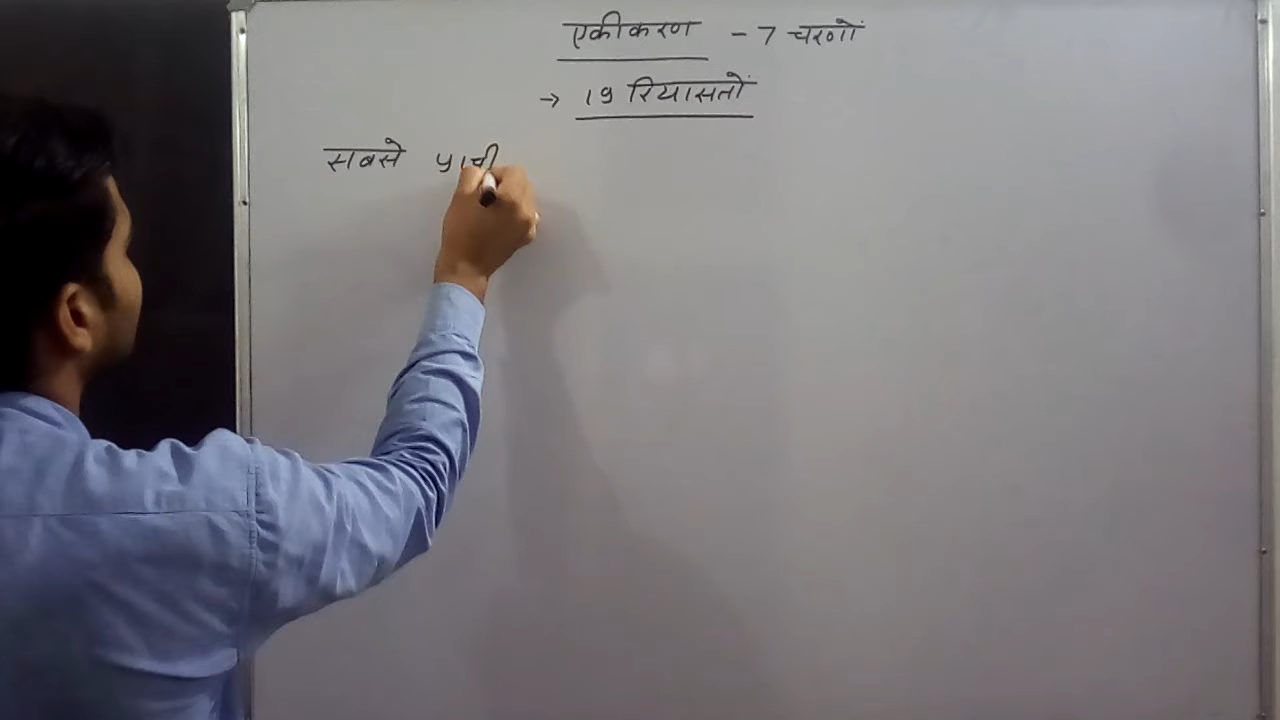 एकीकरण - 7 चरणों
→ 19 रियासतों
सबसे प्राची